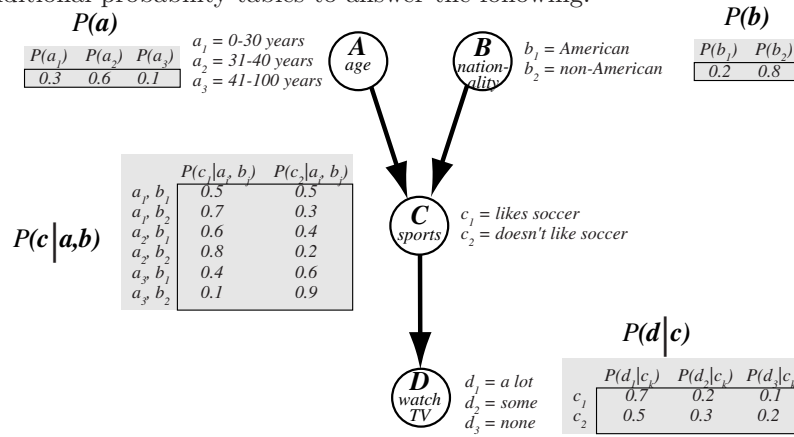 ditional probability tables to answer the following.
P(a)
P(a1) P(a2) P(a3)
0.3 0.6 0.1
a1 = 0-30 years
a2 = 31-40 years
a3 = 41-100 years
A
age
B
nation-
ality
b1 = American
b2 = non-American
P(b)
P(b1) P(b2)
0.2 0.8
P(c|a,b)
P(c1|ai, bj) P(c2|ai, bj)
a1, b1 0.5 0.5
a1, b2 0.7 0.3
a2, b1 0.6 0.4
a2, b2 0.8 0.2
a3, b1 0.4 0.6
a3, b2 0.1 0.9
C
sports
c1 = likes soccer
c2 = doesn't like soccer
D
watch
TV
d1 = a lot
d2 = some
d3 = none
P(d|c)
P(d1|ck) P(d2|ck) P(d3|ck
c1 0.7 0.2 0.1
c2 0.5 0.3 0.2